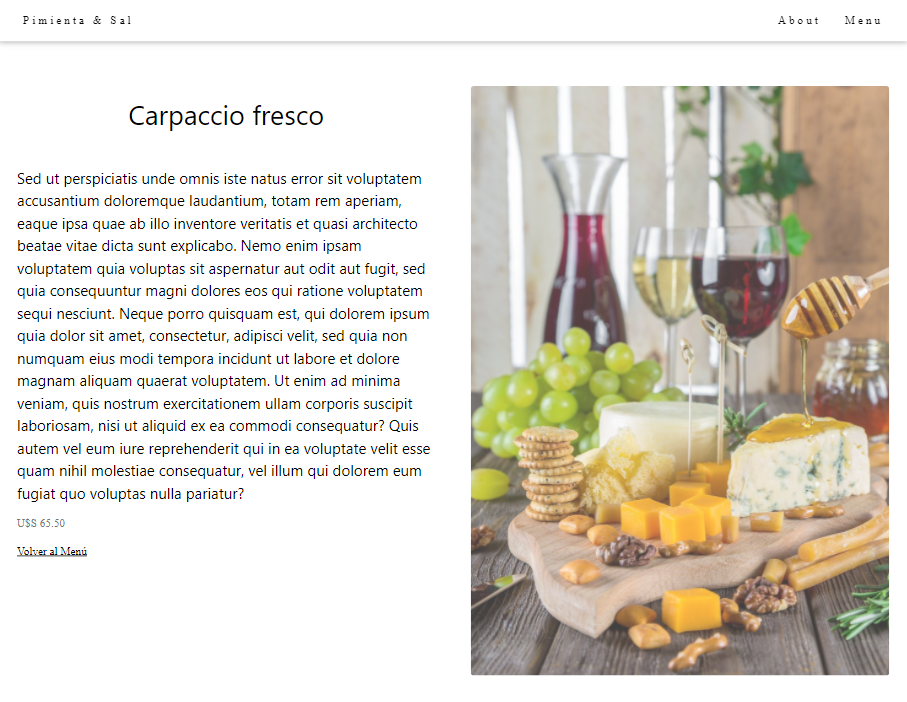 Pimienta & Sal
About Menu
Carpaccio fresco
Sed ut perspiciatis unde omnis iste natus error sit voluptatem
accusantium doloremque laudantium, totam rem aperiam,
eaque ipsa quae ab illo inventore veritatis et quasi architecto
beatae vitae dicta sunt explicabo. Nemo enim ipsam
voluptatem quia voluptas sit aspernatur aut odit aut fugit, sed
quia consequuntur magni dolores eos qui ratione voluptatem
sequi nesciunt. Neque porro quisquam est, qui dolorem ipsum
quia dolor sit amet, consectetur, adipisci velit, sed quia non
numquam eius modi tempora incidunt ut labore et dolore
magnam aliquam quaerat voluptatem. Ut enim ad minima
veniam, quis nostrum exercitationem ullam corporis suscipit
laboriosam, nisi ut aliquid ex ea commodi consequatur? Quis
autem vel eum iure reprehenderit qui in ea voluptate velit esse
quam nihil molestiae consequatur, vel illum qui dolorem eum
fugiat quo voluptas nulla pariatur?
U$S 65.50
Volver al Menú